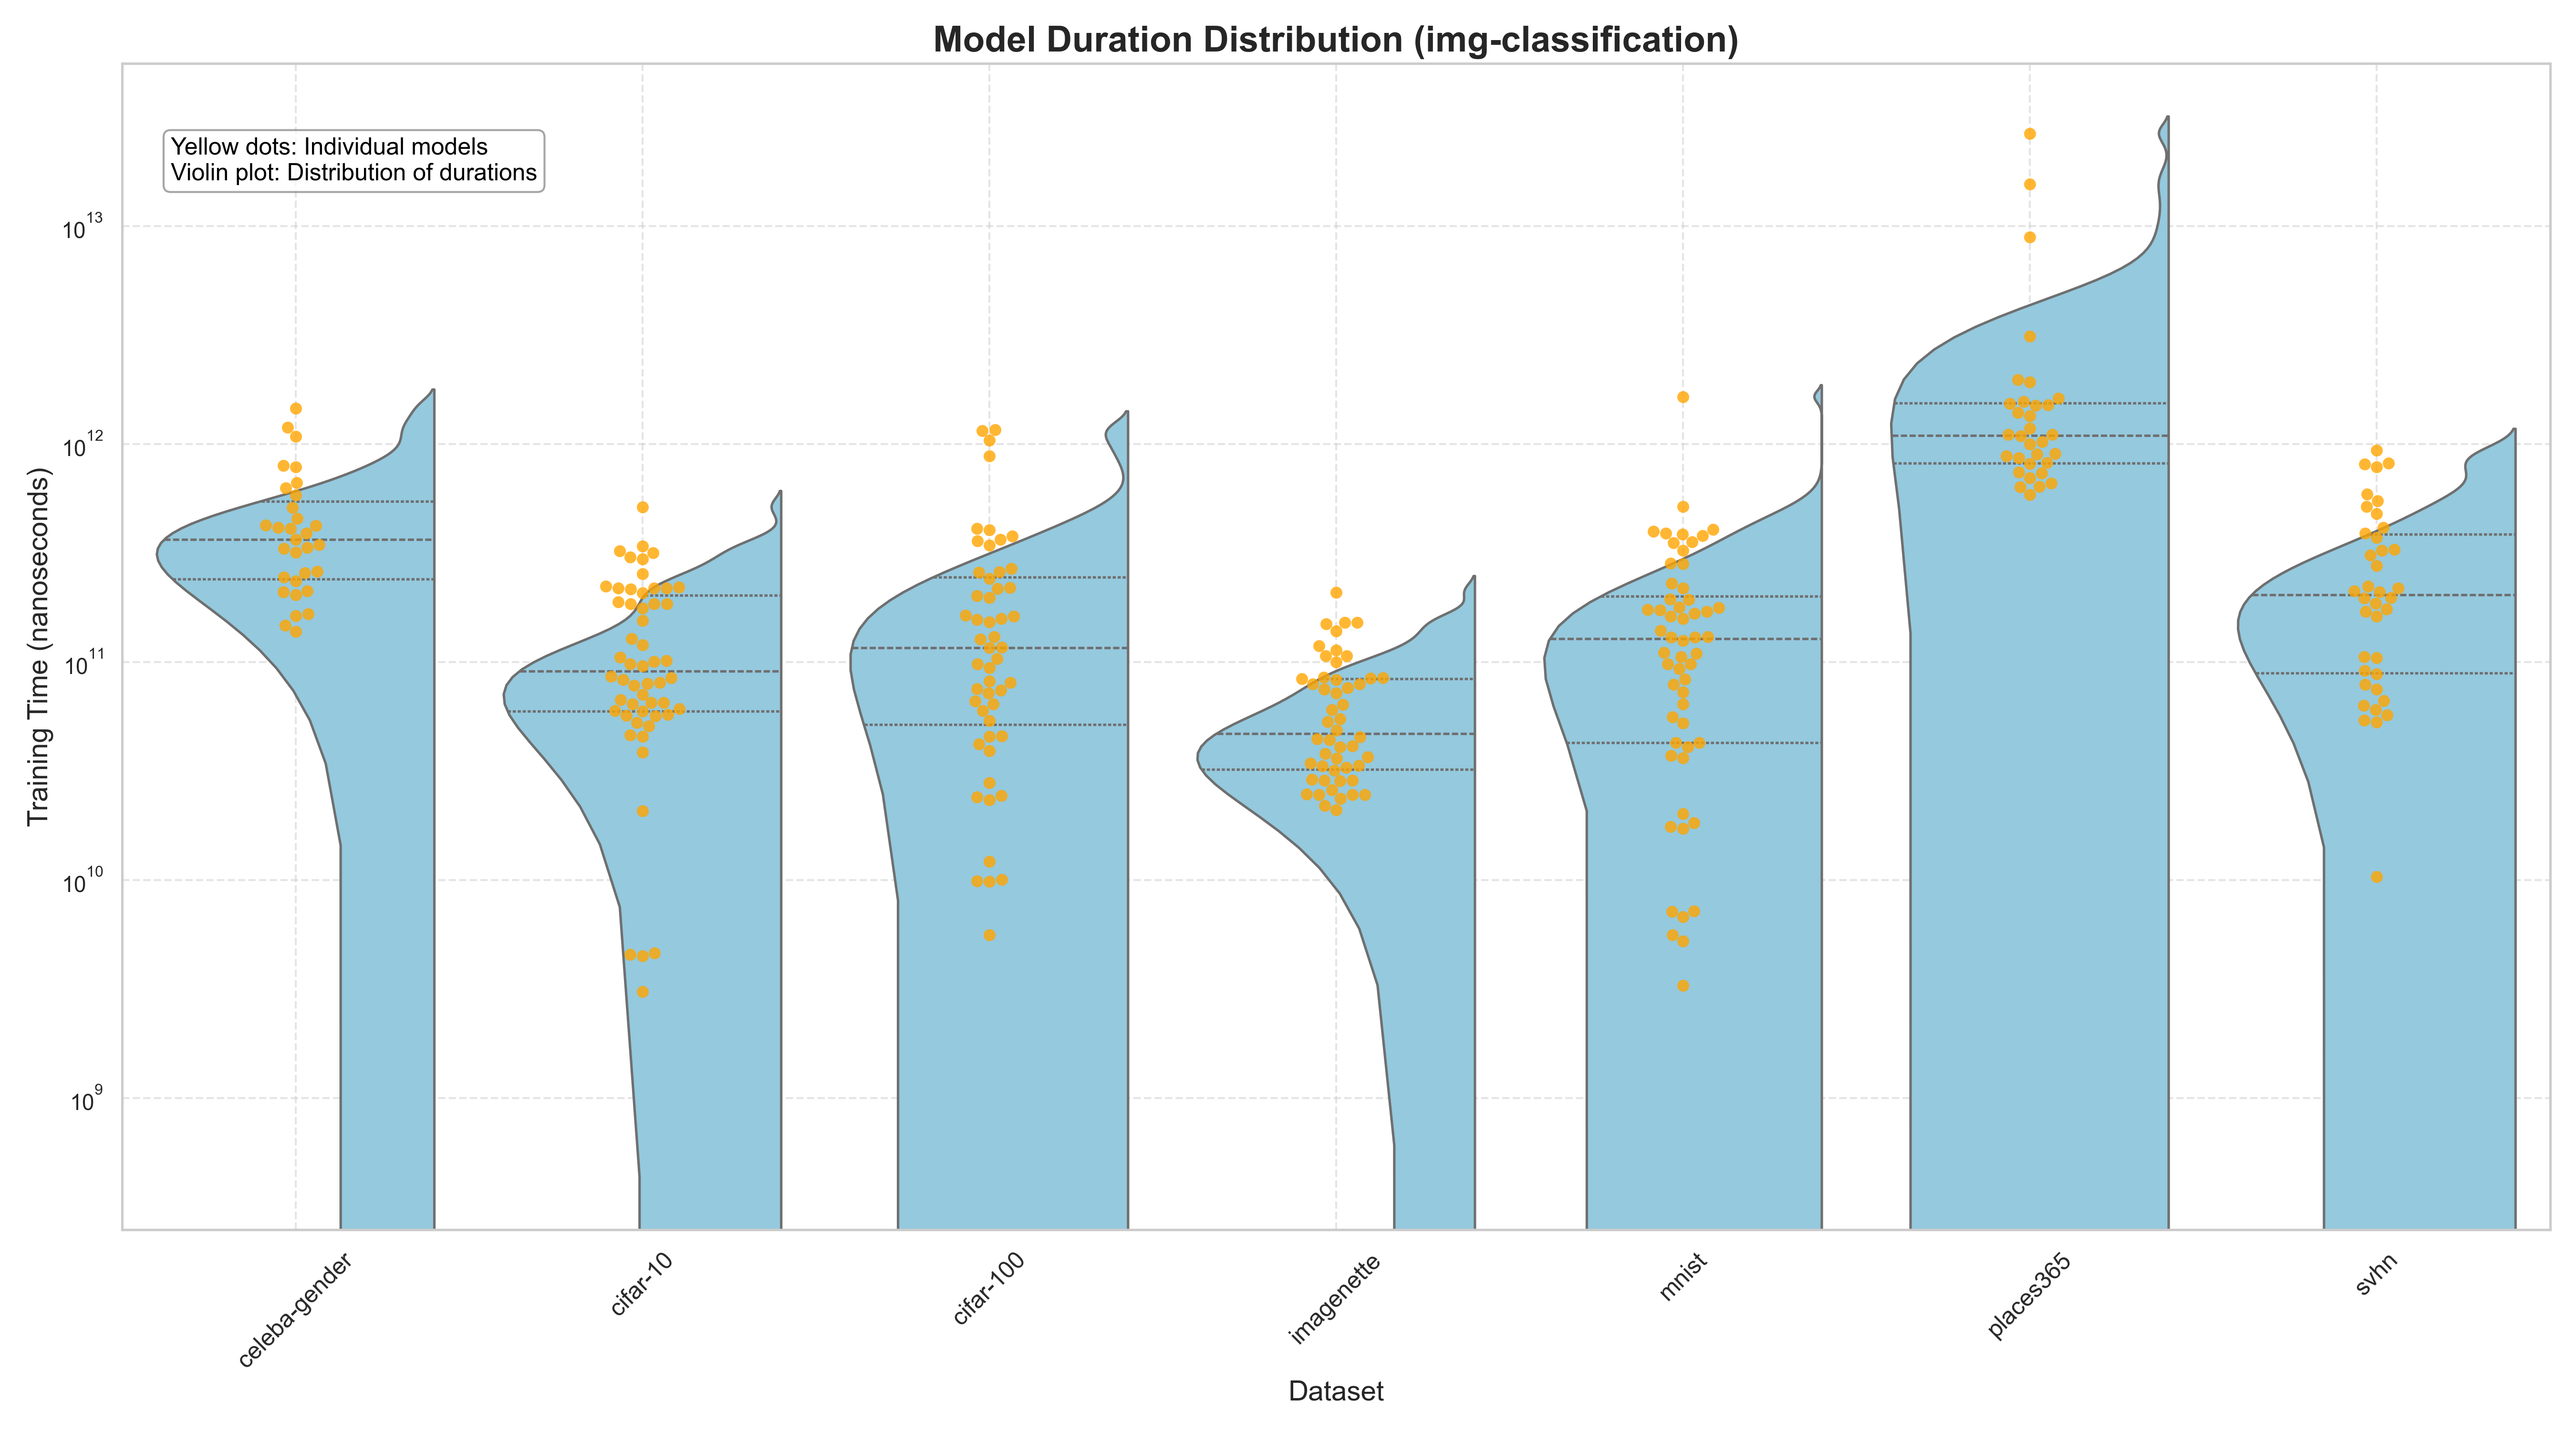 Model Duration Distribution (img-classification)
Yellow dots: Individual models
Violin plot: Distribution of durations
Training Time (nanoseconds)
10^13
10^12
10^11
10^10
10^9
celeba-gender
cifar-10
cifar-100
imagenette
mnist
places365
svhn
Dataset